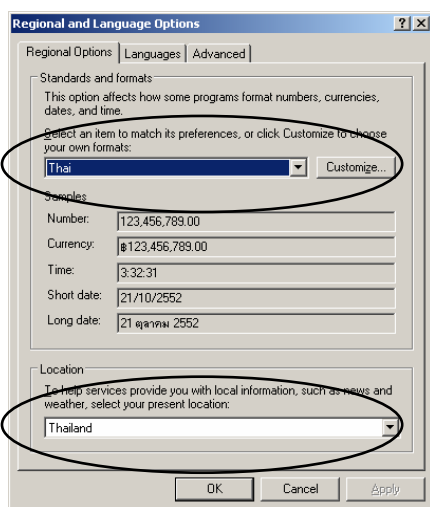 Regional and Language Options
Regional Options Languages Advanced
Standards and formats
This option affects how some programs format numbers, currencies,
dates, and time.
Select an item to match its preferences, or click Customize to choose
your own formats:
Thai Customize...
Samples
Number: 123,456,789.00
Currency: ฿123,456,789.00
Time: 3:32:31
Short date: 21/10/2552
Long date: 21 ตุลาคม 2552
Location
To help services provide you with local information, such as news and
weather, select your present location:
Thailand
OK Cancel Apply